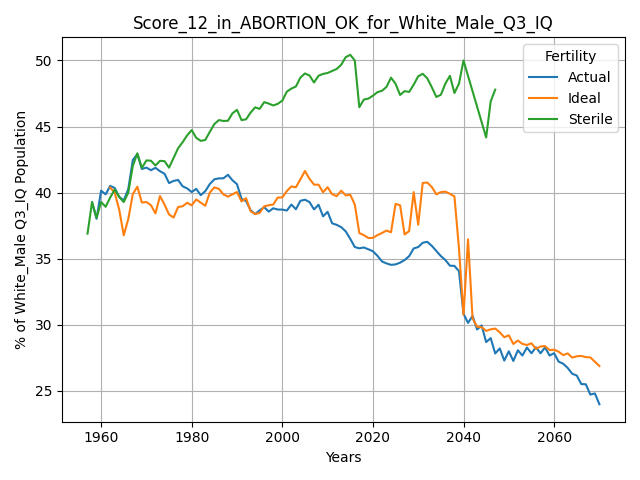 Score_12_in_ABORTION_OK_for_White_Male_Q3_IQ
% of White_Male Q3_IQ Population
50
45
40
35
30
25
Fertility
Actual
Ideal
Sterile
1960
1980
2000
2020
2040
2060
Years